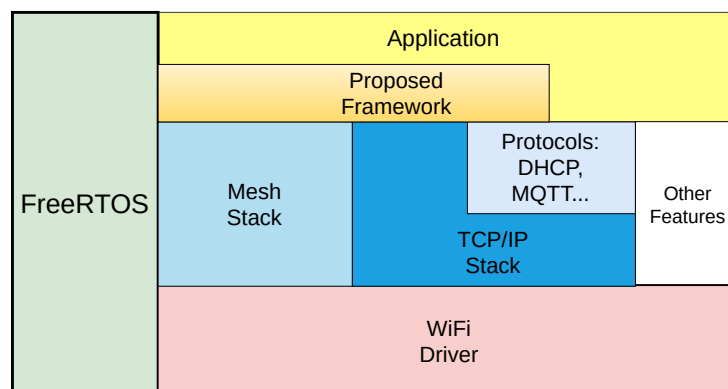 Application
Proposed
Framework
FreeRTOS
Mesh
Stack
Protocols:
DHCP,
MQTT...
TCP/IP
Stack
Other
Features
WiFi
Driver